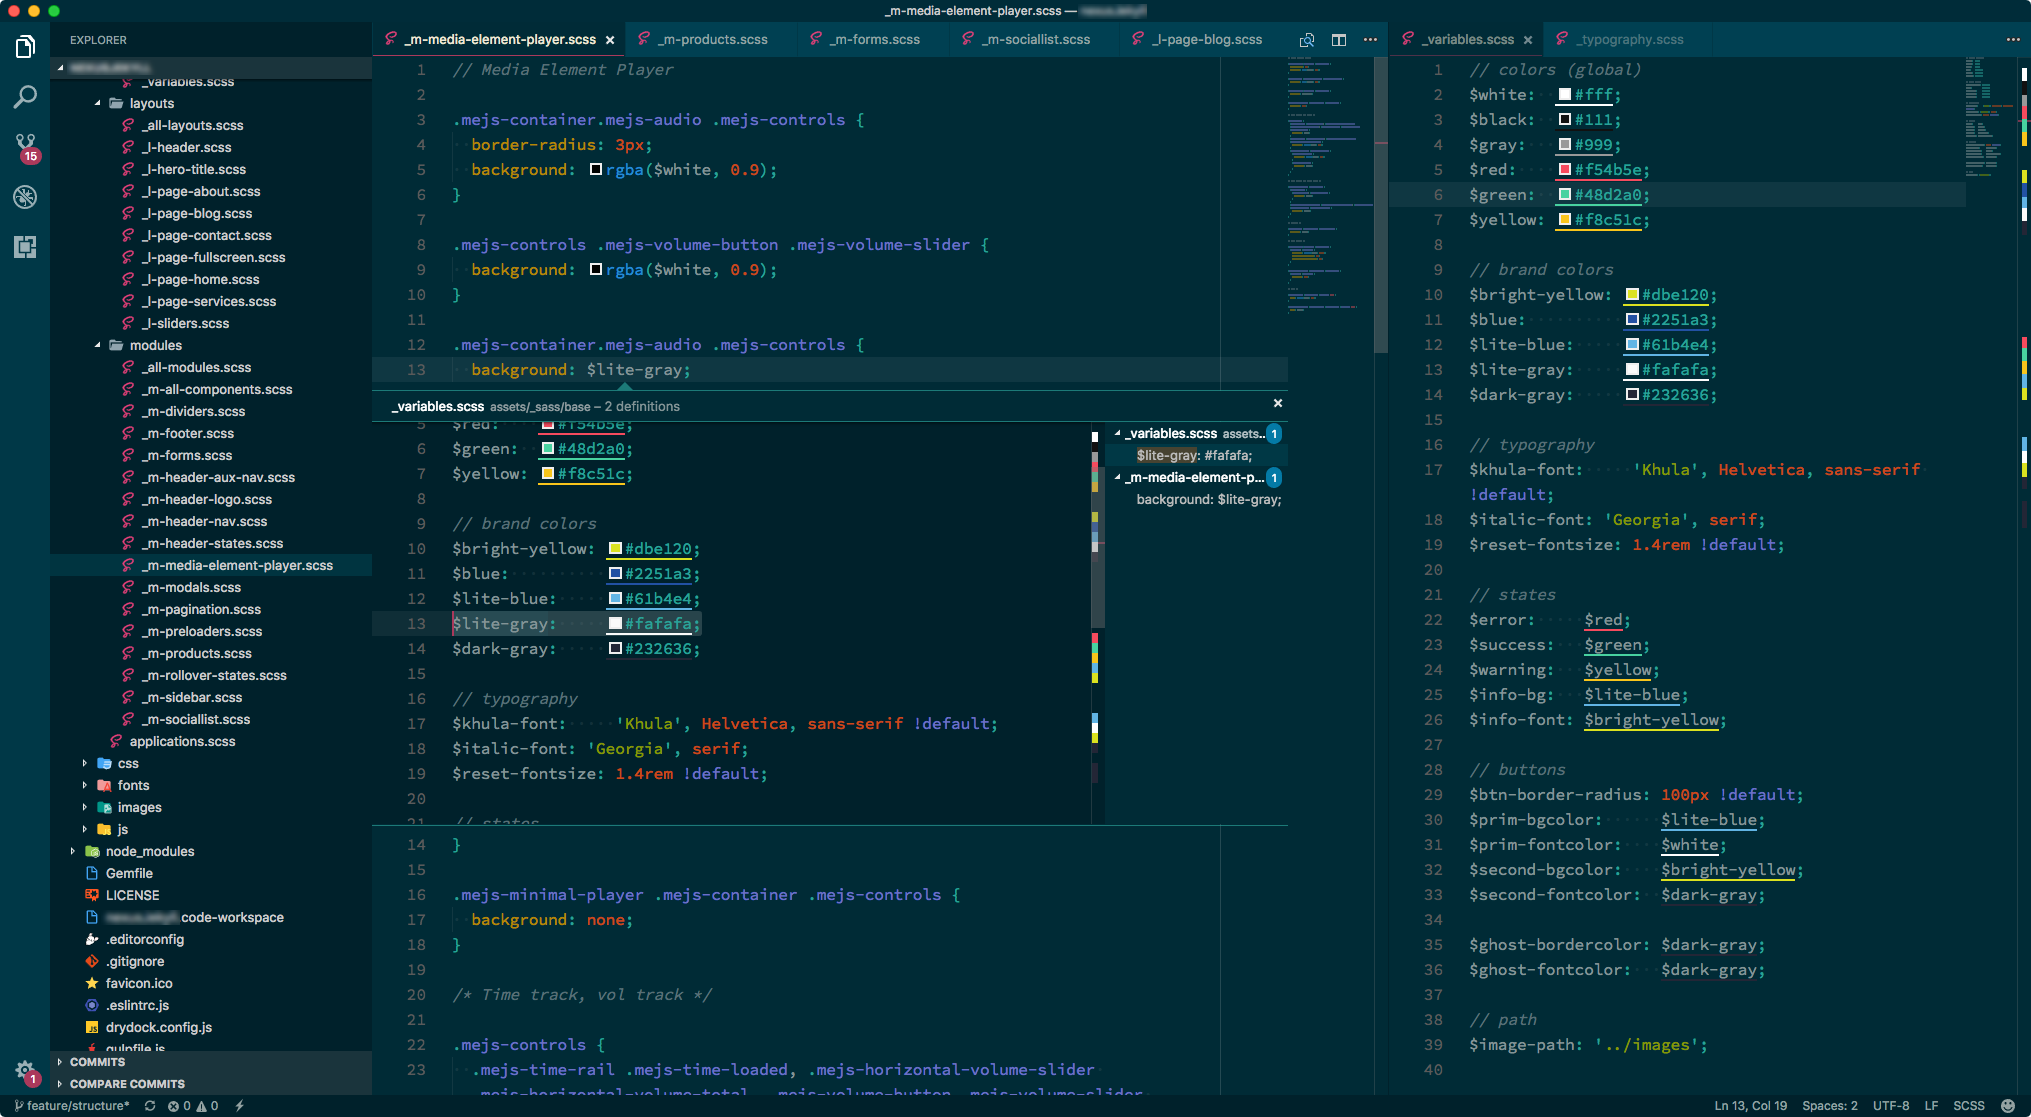 _m-media-element-player.scss —
EXPLORER
_variables.scss
layouts
_all-layouts.scss
_l-header.scss
_l-hero-title.scss
_l-page-about.scss
_l-page-blog.scss
_l-page-contact.scss
_l-page-fullscreen.scss
_l-page-home.scss
_l-page-services.scss
_l-sliders.scss
modules
_all-modules.scss
_m-all-components.scss
_m-dividers.scss
_m-footer.scss
_m-forms.scss
_m-header-aux-nav.scss
_m-header-logo.scss
_m-header-nav.scss
_m-header-states.scss
_m-media-element-player.scss
_m-modals.scss
_m-pagination.scss
_m-preloaders.scss
_m-products.scss
_m-rollover-states.scss
_m-sidebar.scss
_m-sociallist.scss
applications.scss
css
fonts
images
js
node_modules
Gemfile
LICENSE
.code-workspace
.editorconfig
.gitignore
favicon.ico
.eslintrc.js
drydock.config.js
gulpfile.js
COMMITS
COMPARE COMMITS
15
1
_m-media-element-player.scss × _m-products.scss _m-forms.scss _m-sociallist.scss _l-page-blog.scss
1 // Media Element Player
2
3 .mejs-container.mejs-audio .mejs-controls {
4 border-radius: 3px;
5 background: rgba($white, 0.9);
6 }
7
8 .mejs-controls .mejs-volume-button .mejs-volume-slider {
9 background: rgba($white, 0.9);
10 }
11
12 .mejs-container.mejs-audio .mejs-controls {
13 background: $lite-gray;
_variables.scss assets/_sass/base – 2 definitions ×
5 $red: #f54b5e;
6 $green: #48d2a0;
7 $yellow: #f8c51c;
8
9 // brand colors
10 $bright-yellow: #dbe120;
11 $blue: #2251a3;
12 $lite-blue: #61b4e4;
13 $lite-gray: #fafafa;
14 $dark-gray: #232636;
15
16 // typography
17 $khula-font: 'Khula', Helvetica, sans-serif !default;
18 $italic-font: 'Georgia', serif;
19 $reset-fontsize: 1.4rem !default;
20
21 // states
_variables.scss assets... 1
$lite-gray: #fafafa;
_m-media-element-p... 1
background: $lite-gray;
14 }
15
16 .mejs-minimal-player .mejs-container .mejs-controls {
17 background: none;
18 }
19
20 /* Time track, vol track */
21
22 .mejs-controls {
23 .mejs-time-rail .mejs-time-loaded, .mejs-horizontal-volume-slider
.mejs-horizontal-volume-total, .mejs-volume-button .mejs-volume-slider
_variables.scss × _typography.scss
1 // colors (global)
2 $white: #fff;
3 $black: #111;
4 $gray: #999;
5 $red: #f54b5e;
6 $green: #48d2a0;
7 $yellow: #f8c51c;
8
9 // brand colors
10 $bright-yellow: #dbe120;
11 $blue: #2251a3;
12 $lite-blue: #61b4e4;
13 $lite-gray: #fafafa;
14 $dark-gray: #232636;
15
16 // typography
17 $khula-font: 'Khula', Helvetica, sans-serif
!default;
18 $italic-font: 'Georgia', serif;
19 $reset-fontsize: 1.4rem !default;
20
21 // states
22 $error: $red;
23 $success: $green;
24 $warning: $yellow;
25 $info-bg: $lite-blue;
26 $info-font: $bright-yellow;
27
28 // buttons
29 $btn-border-radius: 100px !default;
30 $prim-bgcolor: $lite-blue;
31 $prim-fontcolor: $white;
32 $second-bgcolor: $bright-yellow;
33 $second-fontcolor: $dark-gray;
34
35 $ghost-bordercolor: $dark-gray;
36 $ghost-fontcolor: $dark-gray;
37
38 // path
39 $image-path: '../images';
40
feature/structure* 0 0 Ln 13, Col 19 Spaces: 2 UTF-8 LF SCSS